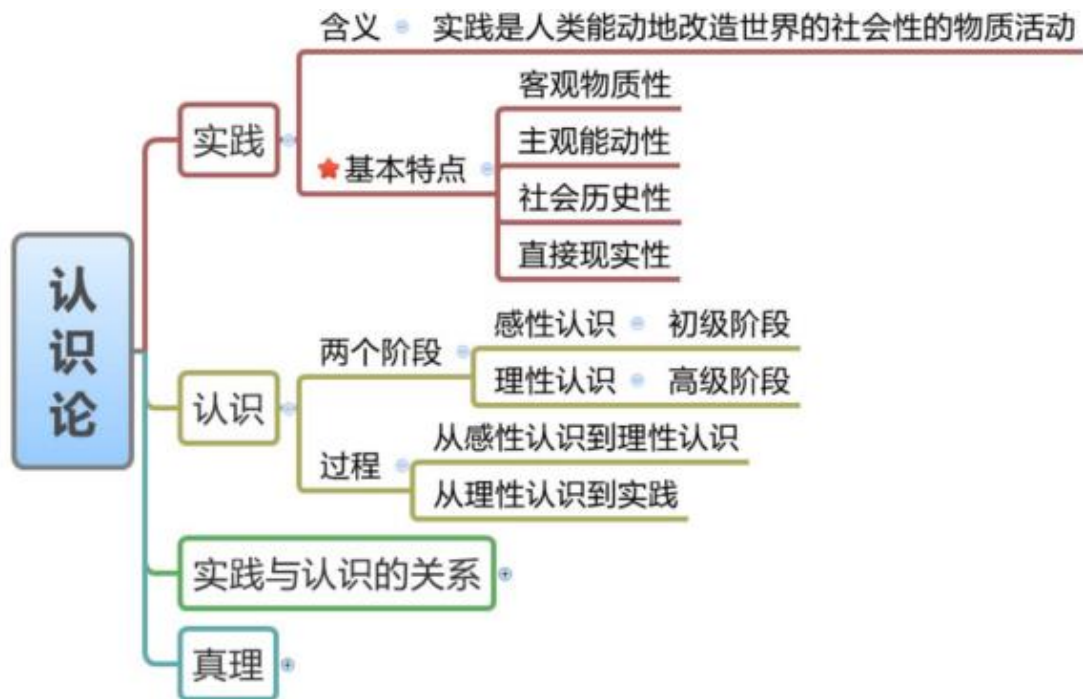 认识论
实践
含义 实践是人类能动地改造世界的社会性的物质活动
基本特点
客观物质性
主观能动性
社会历史性
直接现实性
认识
两个阶段
感性认识 初级阶段
理性认识 高级阶段
过程
从感性认识到理性认识
从理性认识到实践
实践与认识的关系
真理